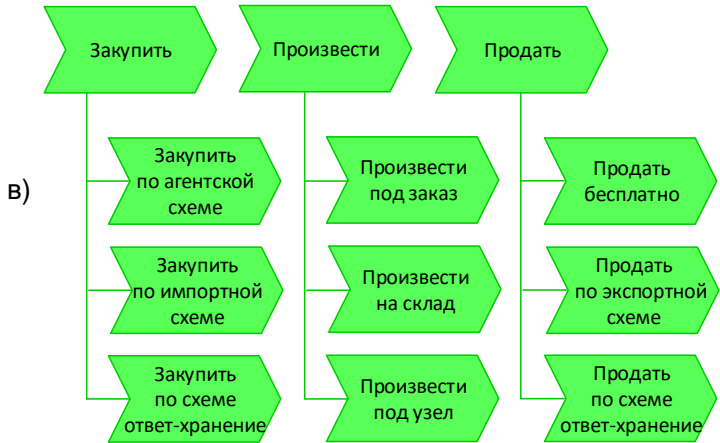 Закупить
Произвести
Продать
в)
Закупить
по агентской
схеме
Произвести
под заказ
Продать
бесплатно
Закупить
по импортной
схеме
Произвести
на склад
Продать
по экспортной
схеме
Закупить
по схеме
ответ-хранение
Произвести
под узел
Продать
по схеме
ответ-хранение